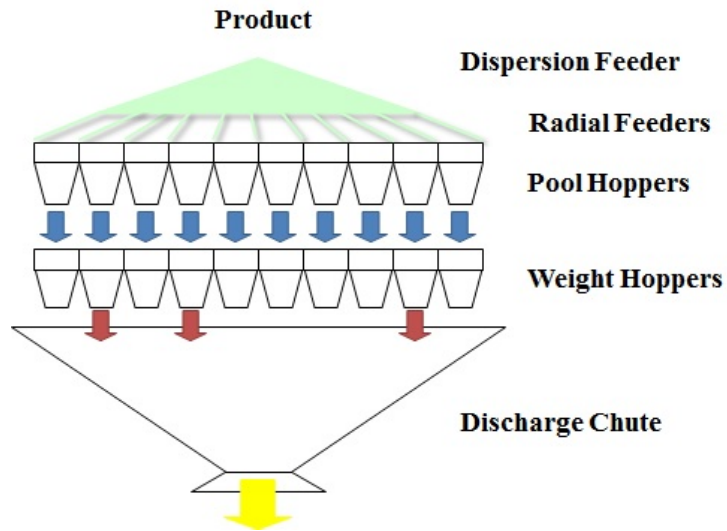 Product
Dispersion Feeder
Radial Feeders
Pool Hoppers
Weight Hoppers
Discharge Chute